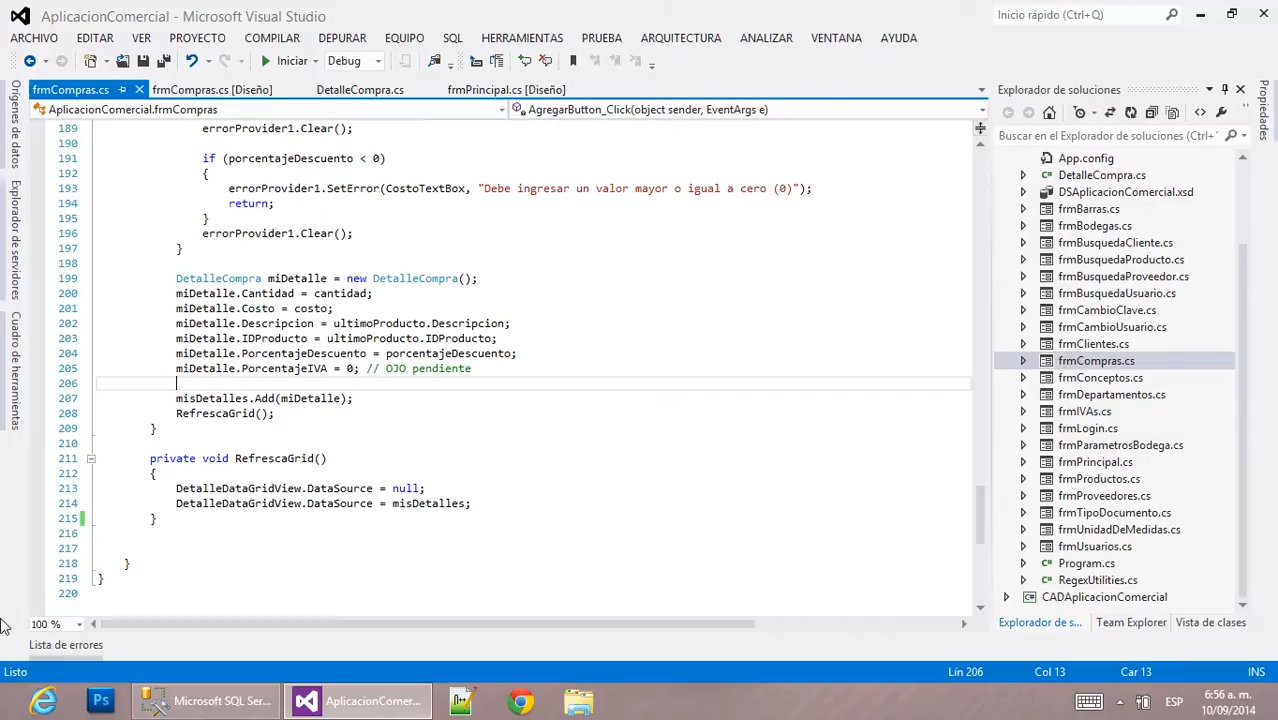 AplicacionComercial - Microsoft Visual Studio
Inicio rápido (Ctrl+Q)
ARCHIVO EDITAR VER PROYECTO COMPILAR DEPURAR EQUIPO SQL HERRAMIENTAS PRUEBA ARQUITECTURA ANALIZAR VENTANA AYUDA
Iniciar Debug
frmCompras.cs frmCompras.cs [Diseño] DetalleCompra.cs frmPrincipal.cs [Diseño]
AplicacionComercial.frmCompras AgregarButton_Click(object sender, EventArgs e)
189 errorProvider1.Clear();
190
191 if (porcentajeDescuento < 0)
192 {
193 errorProvider1.SetError(CostoTextBox, "Debe ingresar un valor mayor o igual a cero (0)");
194 return;
195 }
196 errorProvider1.Clear();
197 }
198
199 DetalleCompra miDetalle = new DetalleCompra();
200 miDetalle.Cantidad = cantidad;
201 miDetalle.Costo = costo;
202 miDetalle.Descripcion = ultimoProducto.Descripcion;
203 miDetalle.IDProducto = ultimoProducto.IDProducto;
204 miDetalle.PorcentajeDescuento = porcentajeDescuento;
205 miDetalle.PorcentajeIVA = 0; // OJO pendiente
206
207 misDetalles.Add(miDetalle);
208 RefrescaGrid();
209 }
210
211 private void RefrescaGrid()
212 {
213 DetalleDataGridView.DataSource = null;
214 DetalleDataGridView.DataSource = misDetalles;
215 }
216
217
218 }
219 }
220
100 %
Lista de errores
Orígenes de datos
Explorador de servidores
Cuadro de herramientas
Explorador de soluciones
Buscar en el Explorador de soluciones (Ctrl+'
App.config
DetalleCompra.cs
DSAplicacionComercial.xsd
frmBarras.cs
frmBodegas.cs
frmBusquedaCliente.cs
frmBusquedaProducto.cs
frmBusquedaProveedor.cs
frmBusquedaUsuario.cs
frmCambioClave.cs
frmCambioUsuario.cs
frmClientes.cs
frmCompras.cs
frmConceptos.cs
frmDepartamentos.cs
frmIVAs.cs
frmLogin.cs
frmParametrosBodega.cs
frmPrincipal.cs
frmProductos.cs
frmProveedores.cs
frmTipoDocumento.cs
frmUnidadDeMedidas.cs
frmUsuarios.cs
Program.cs
RegexUtilities.cs
CADAplicacionComercial
Explorador de s... Team Explorer Vista de clases
Propiedades
Listo Lín 206 Col 13 Car 13 INS
Ps Microsoft SQL Ser... AplicacionComer... ESP 6:56 a. m.
10/09/2014